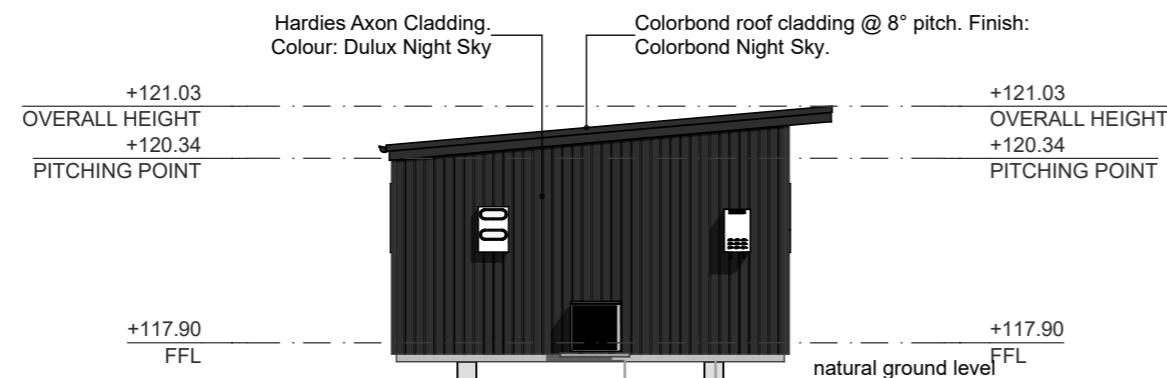 Hardies Axon Cladding.
Colour: Dulux Night Sky
Colorbond roof cladding @ 8° pitch. Finish:
Colorbond Night Sky.
+121.03
OVERALL HEIGHT
+120.34
PITCHING POINT
+121.03
OVERALL HEIGHT
+120.34
PITCHING POINT
+117.90
FFL
+117.90
FFL
natural ground level